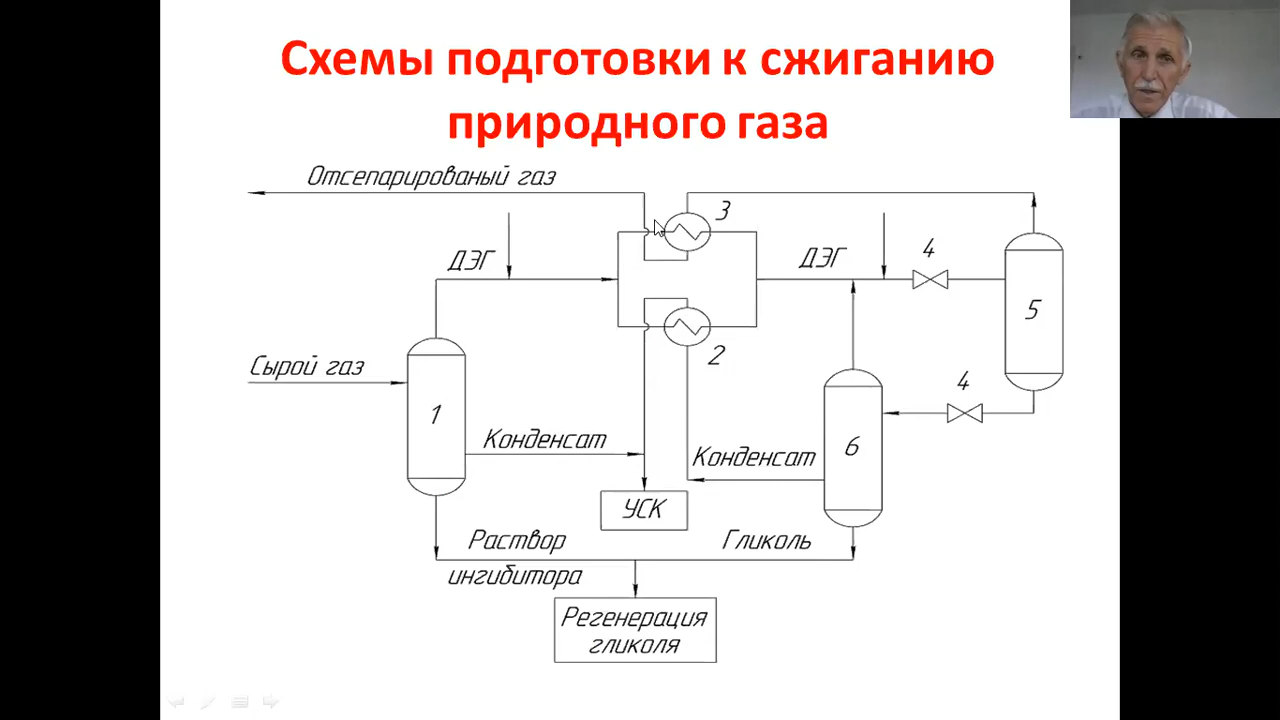 Схемы подготовки к сжиганию
природного газа
Отсепарированый газ
3
ДЭГ
ДЭГ
4
5
Сырой газ
2
4
1
Конденсат
Конденсат
6
УСК
Раствор
ингибитора
Гликоль
Регенерация
гликоля